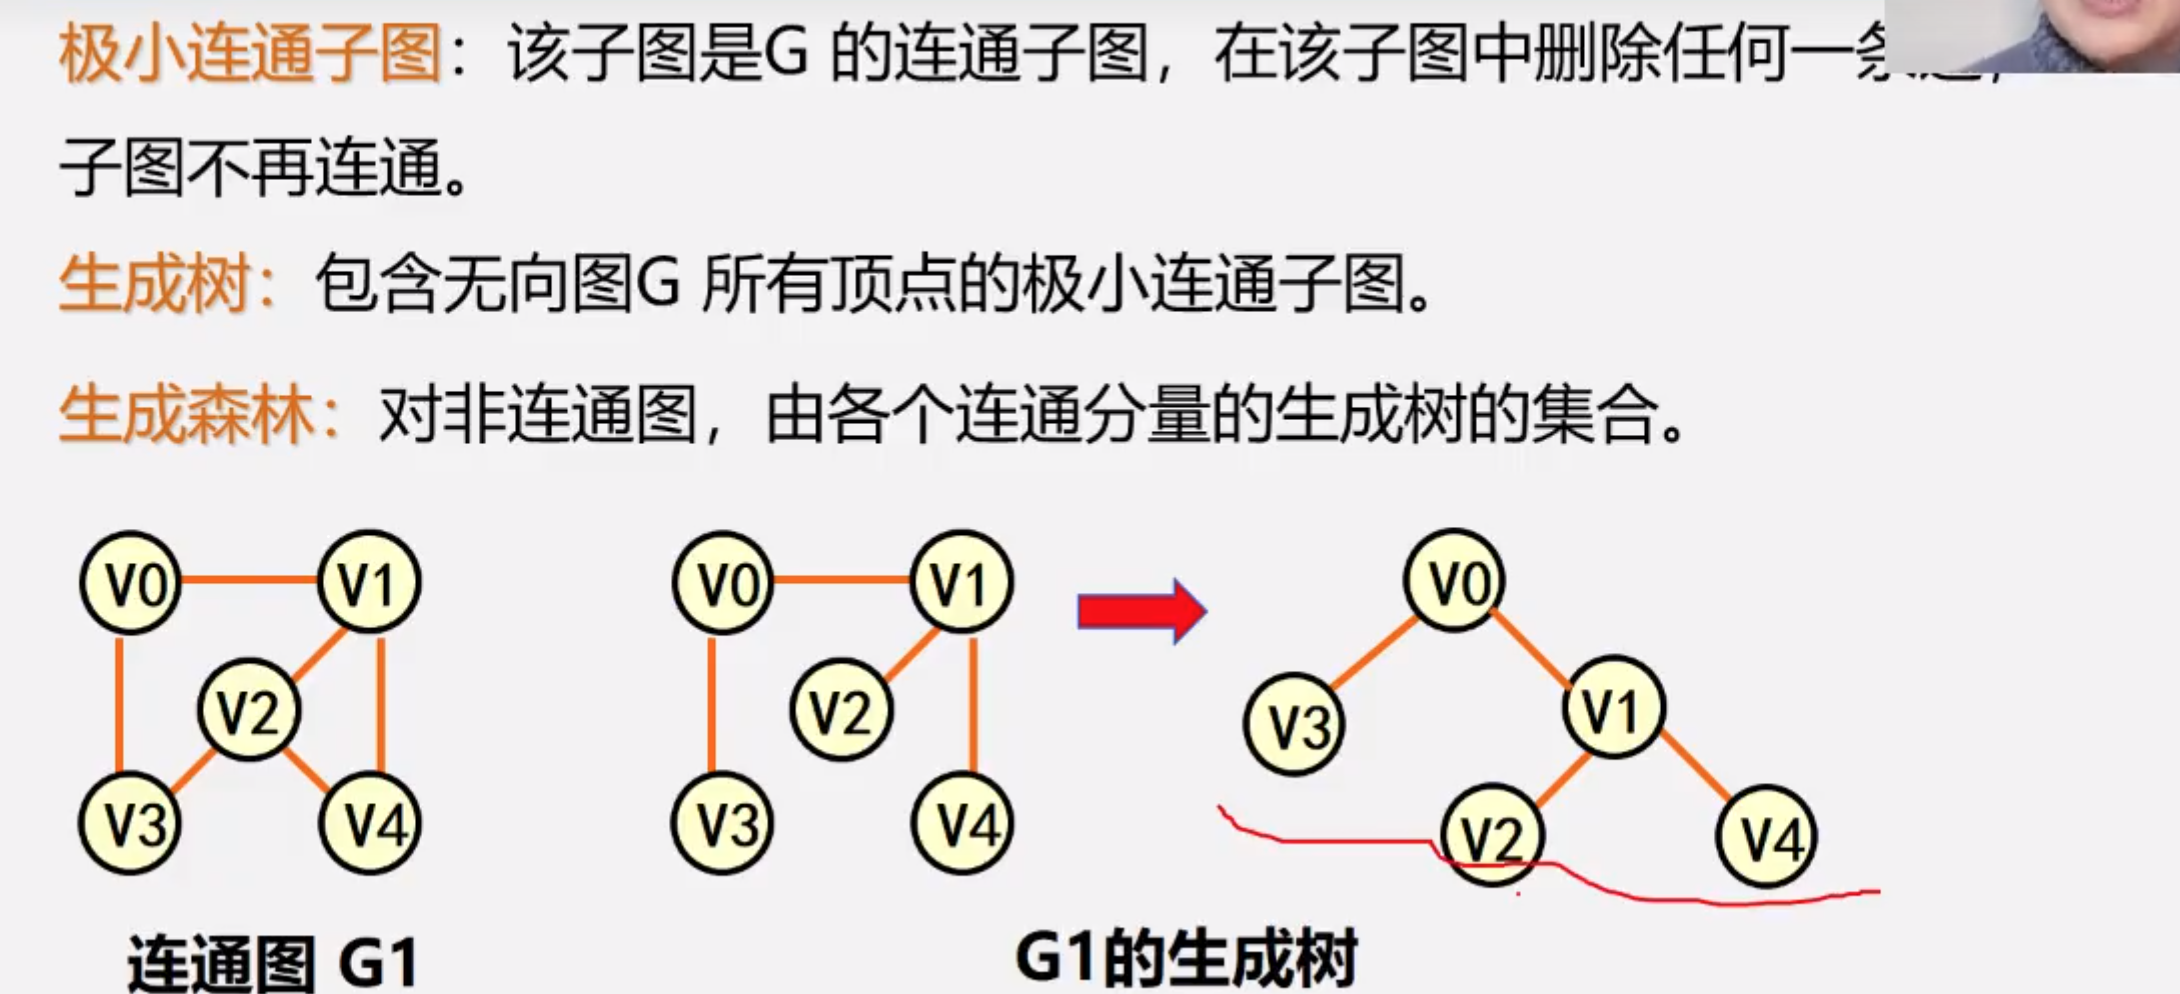 极小连通子图：该子图是G 的连通子图，在该子图中删除任何一条
子图不再连通。
生成树：包含无向图G 所有顶点的极小连通子图。
生成森林：对非连通图，由各个连通分量的生成树的集合。
V0 V1 V2 V3 V4
V0 V1 V2 V3 V4
V0 V3 V1 V2 V4
连通图 G1
G1的生成树